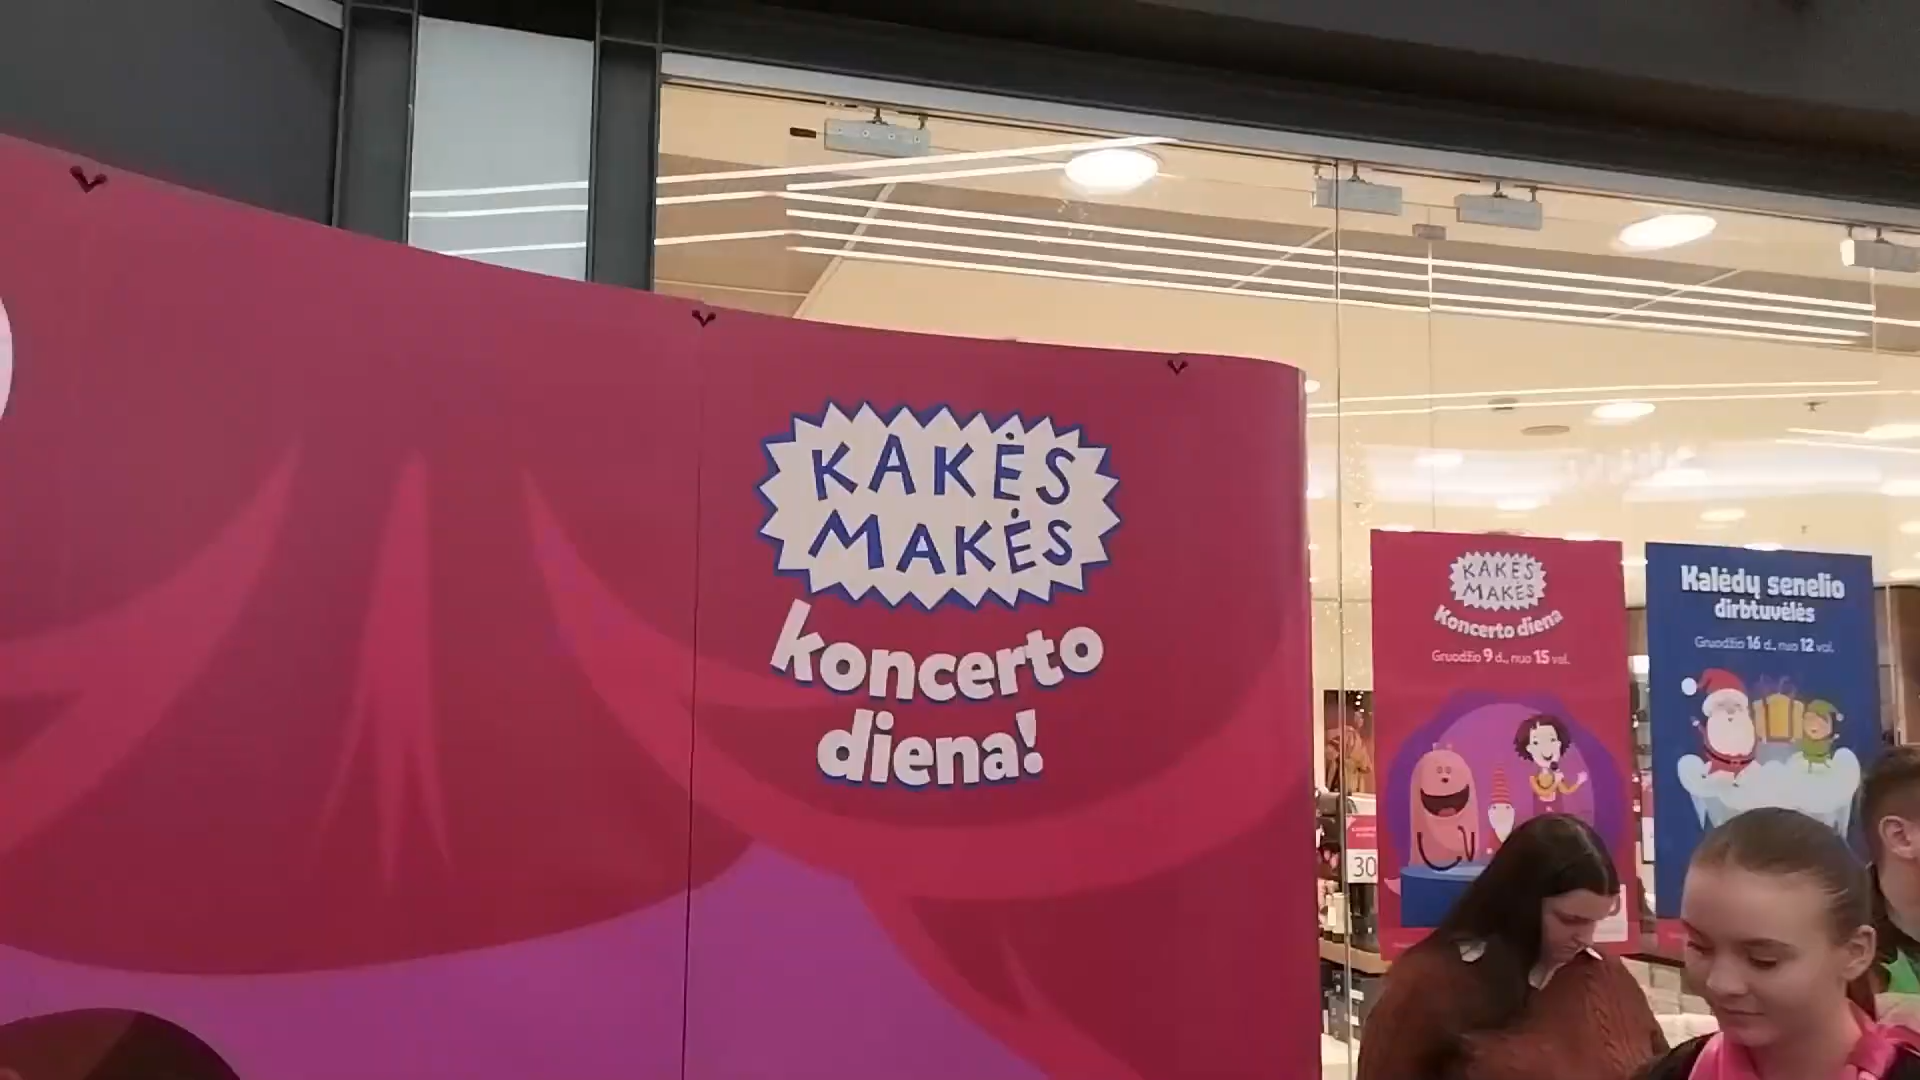 KAKĖS
MAKĖS
koncerto
diena!
KAKĖS
MAKĖS
Koncerto diena
Gruodžio 9 d., nuo 15 val.
Kalėdų senelio
dirbtuvėlės
Gruodžio 16 d., nuo 12 val.
30